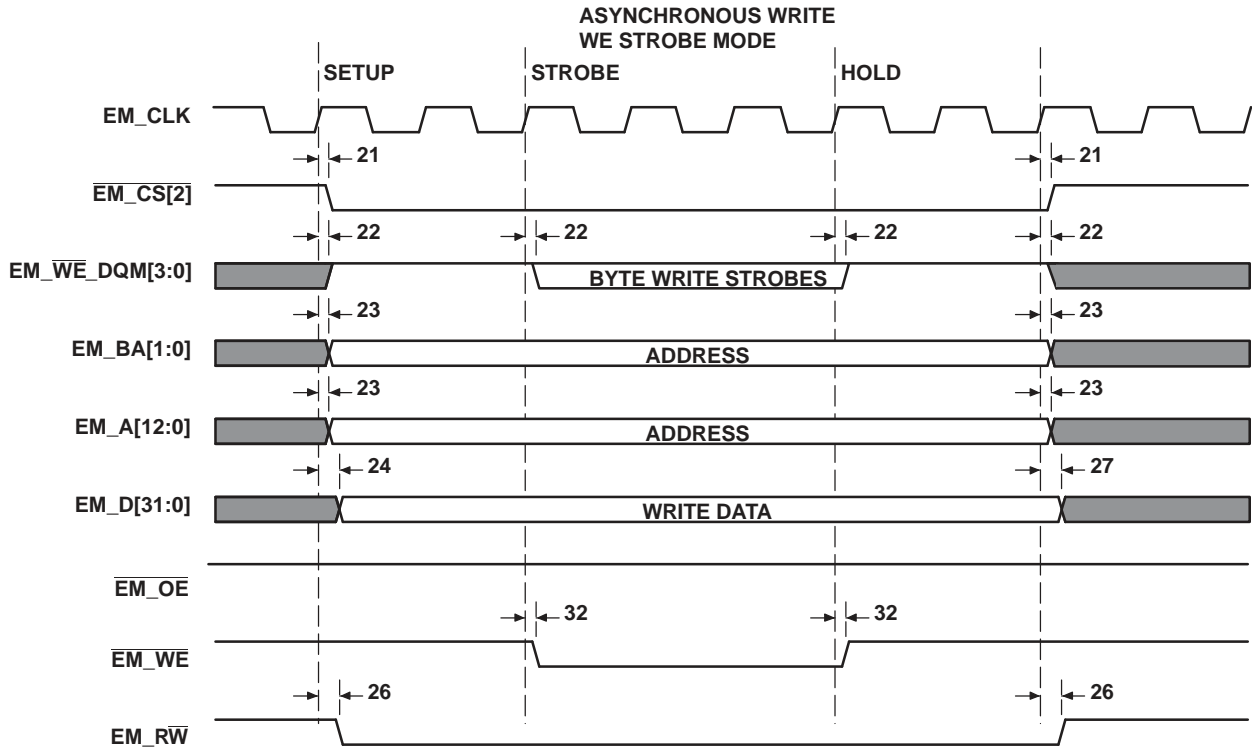 ASYNCHRONOUS WRITE
WE STROBE MODE
SETUP STROBE HOLD
EM_CLK
21 21
EM_CS[2]
22 22 22 22
EM_WE_DQM[3:0] BYTE WRITE STROBES
23 23
EM_BA[1:0] ADDRESS
23 23
EM_A[12:0] ADDRESS
24 27
EM_D[31:0] WRITE DATA
EM_OE
32 32
EM_WE
26 26
EM_RW